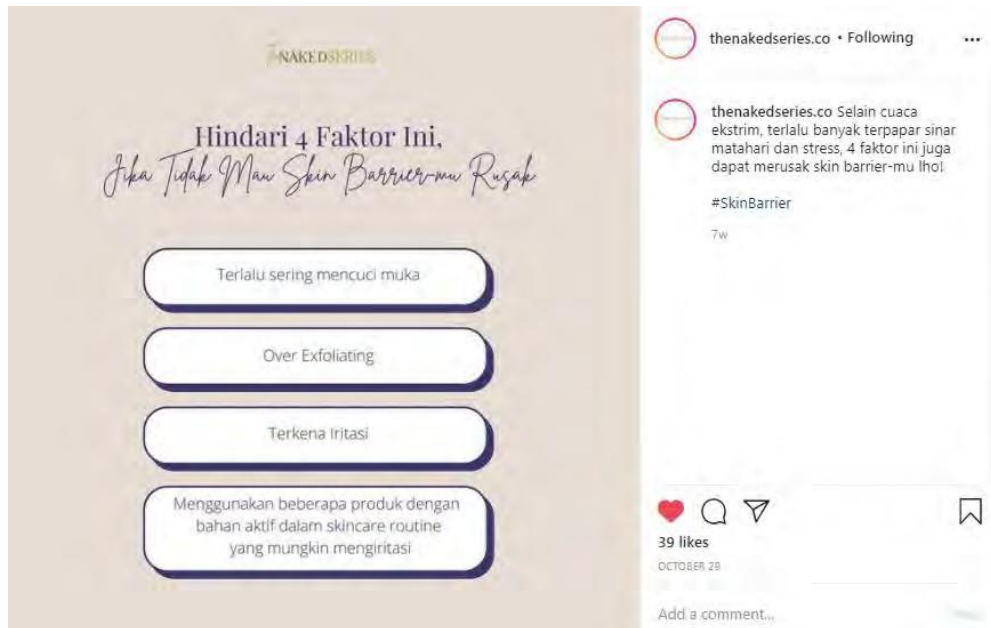 NAKEDSERIES
Hindari 4 Faktor Ini,
Jika Tidak Mau Skin Barrier-mu Rusak
Terlalu sering mencuci muka
Over Exfoliating
Terkena Iritasi
Menggunakan beberapa produk dengan
bahan aktif dalam skincare routine
yang mungkin mengiritasi
thenakedseries.co • Following
thenakedseries.co Selain cuaca
ekstrim, terlalu banyak terpapar sinar
matahari dan stress, 4 faktor ini juga
dapat merusak skin barrier-mu lho!
#SkinBarrier
7w
39 likes
OCTOBER 29
Add a comment...